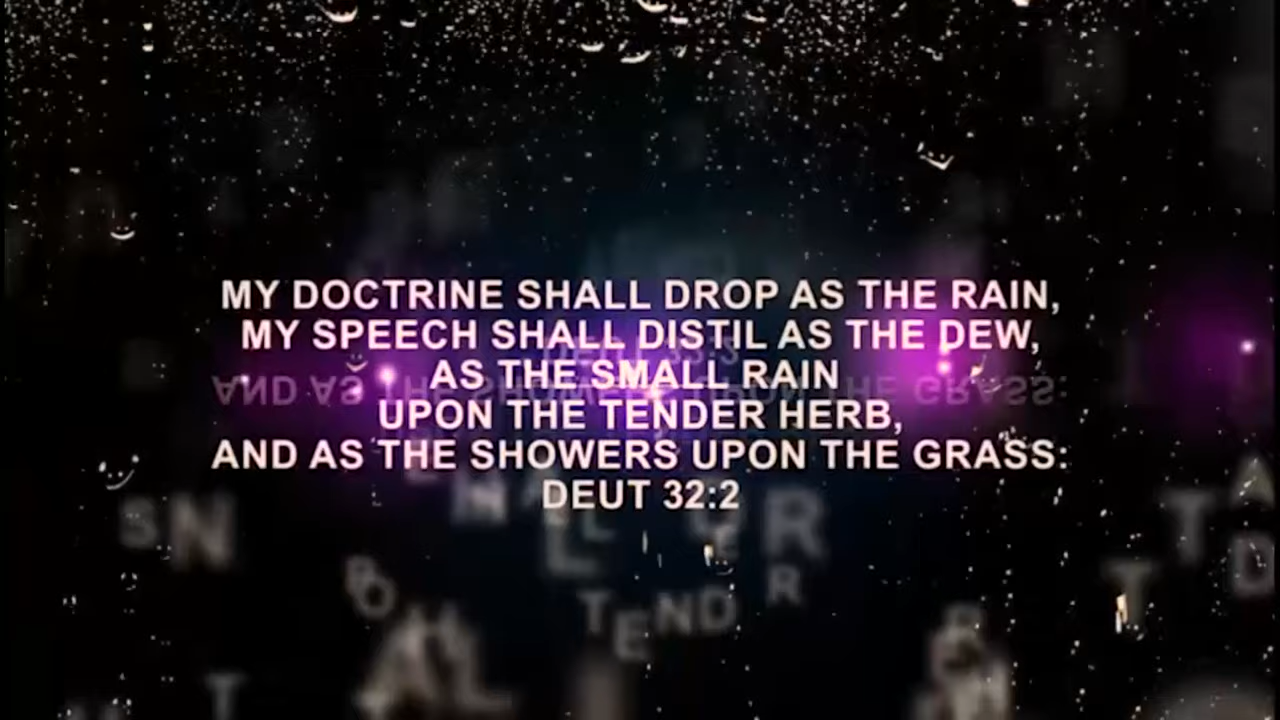 MY DOCTRINE SHALL DROP AS THE RAIN,
MY SPEECH SHALL DISTIL AS THE DEW,
AS THE SMALL RAIN
UPON THE TENDER HERB,
AND AS THE SHOWERS UPON THE GRASS:
DEUT 32:2